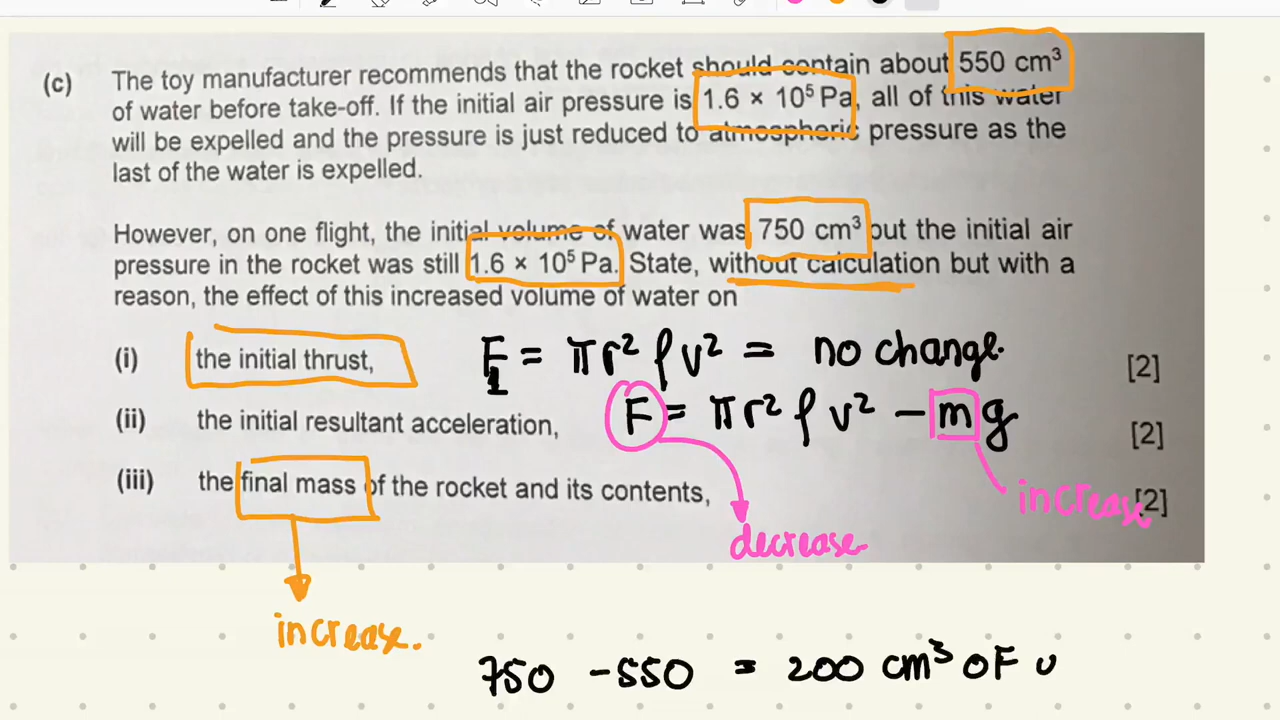 (c) The toy manufacturer recommends that the rocket should contain about 550 cm³
of water before take-off. If the initial air pressure is 1.6 × 10⁵ Pa, all of this water
will be expelled and the pressure is just reduced to atmospheric pressure as the
last of the water is expelled.
However, on one flight, the initial volume of water was 750 cm³ but the initial air
pressure in the rocket was still 1.6 × 10⁵ Pa. State, without calculation but with a
reason, the effect of this increased volume of water on
(i) the initial thrust, F = πr² ρv² = no change. [2]
(ii) the initial resultant acceleration, F = πr² ρv² − mg [2]
(iii) the final mass of the rocket and its contents, increase [2]
decrease
increase.
750 − 550 = 200 cm³ OF